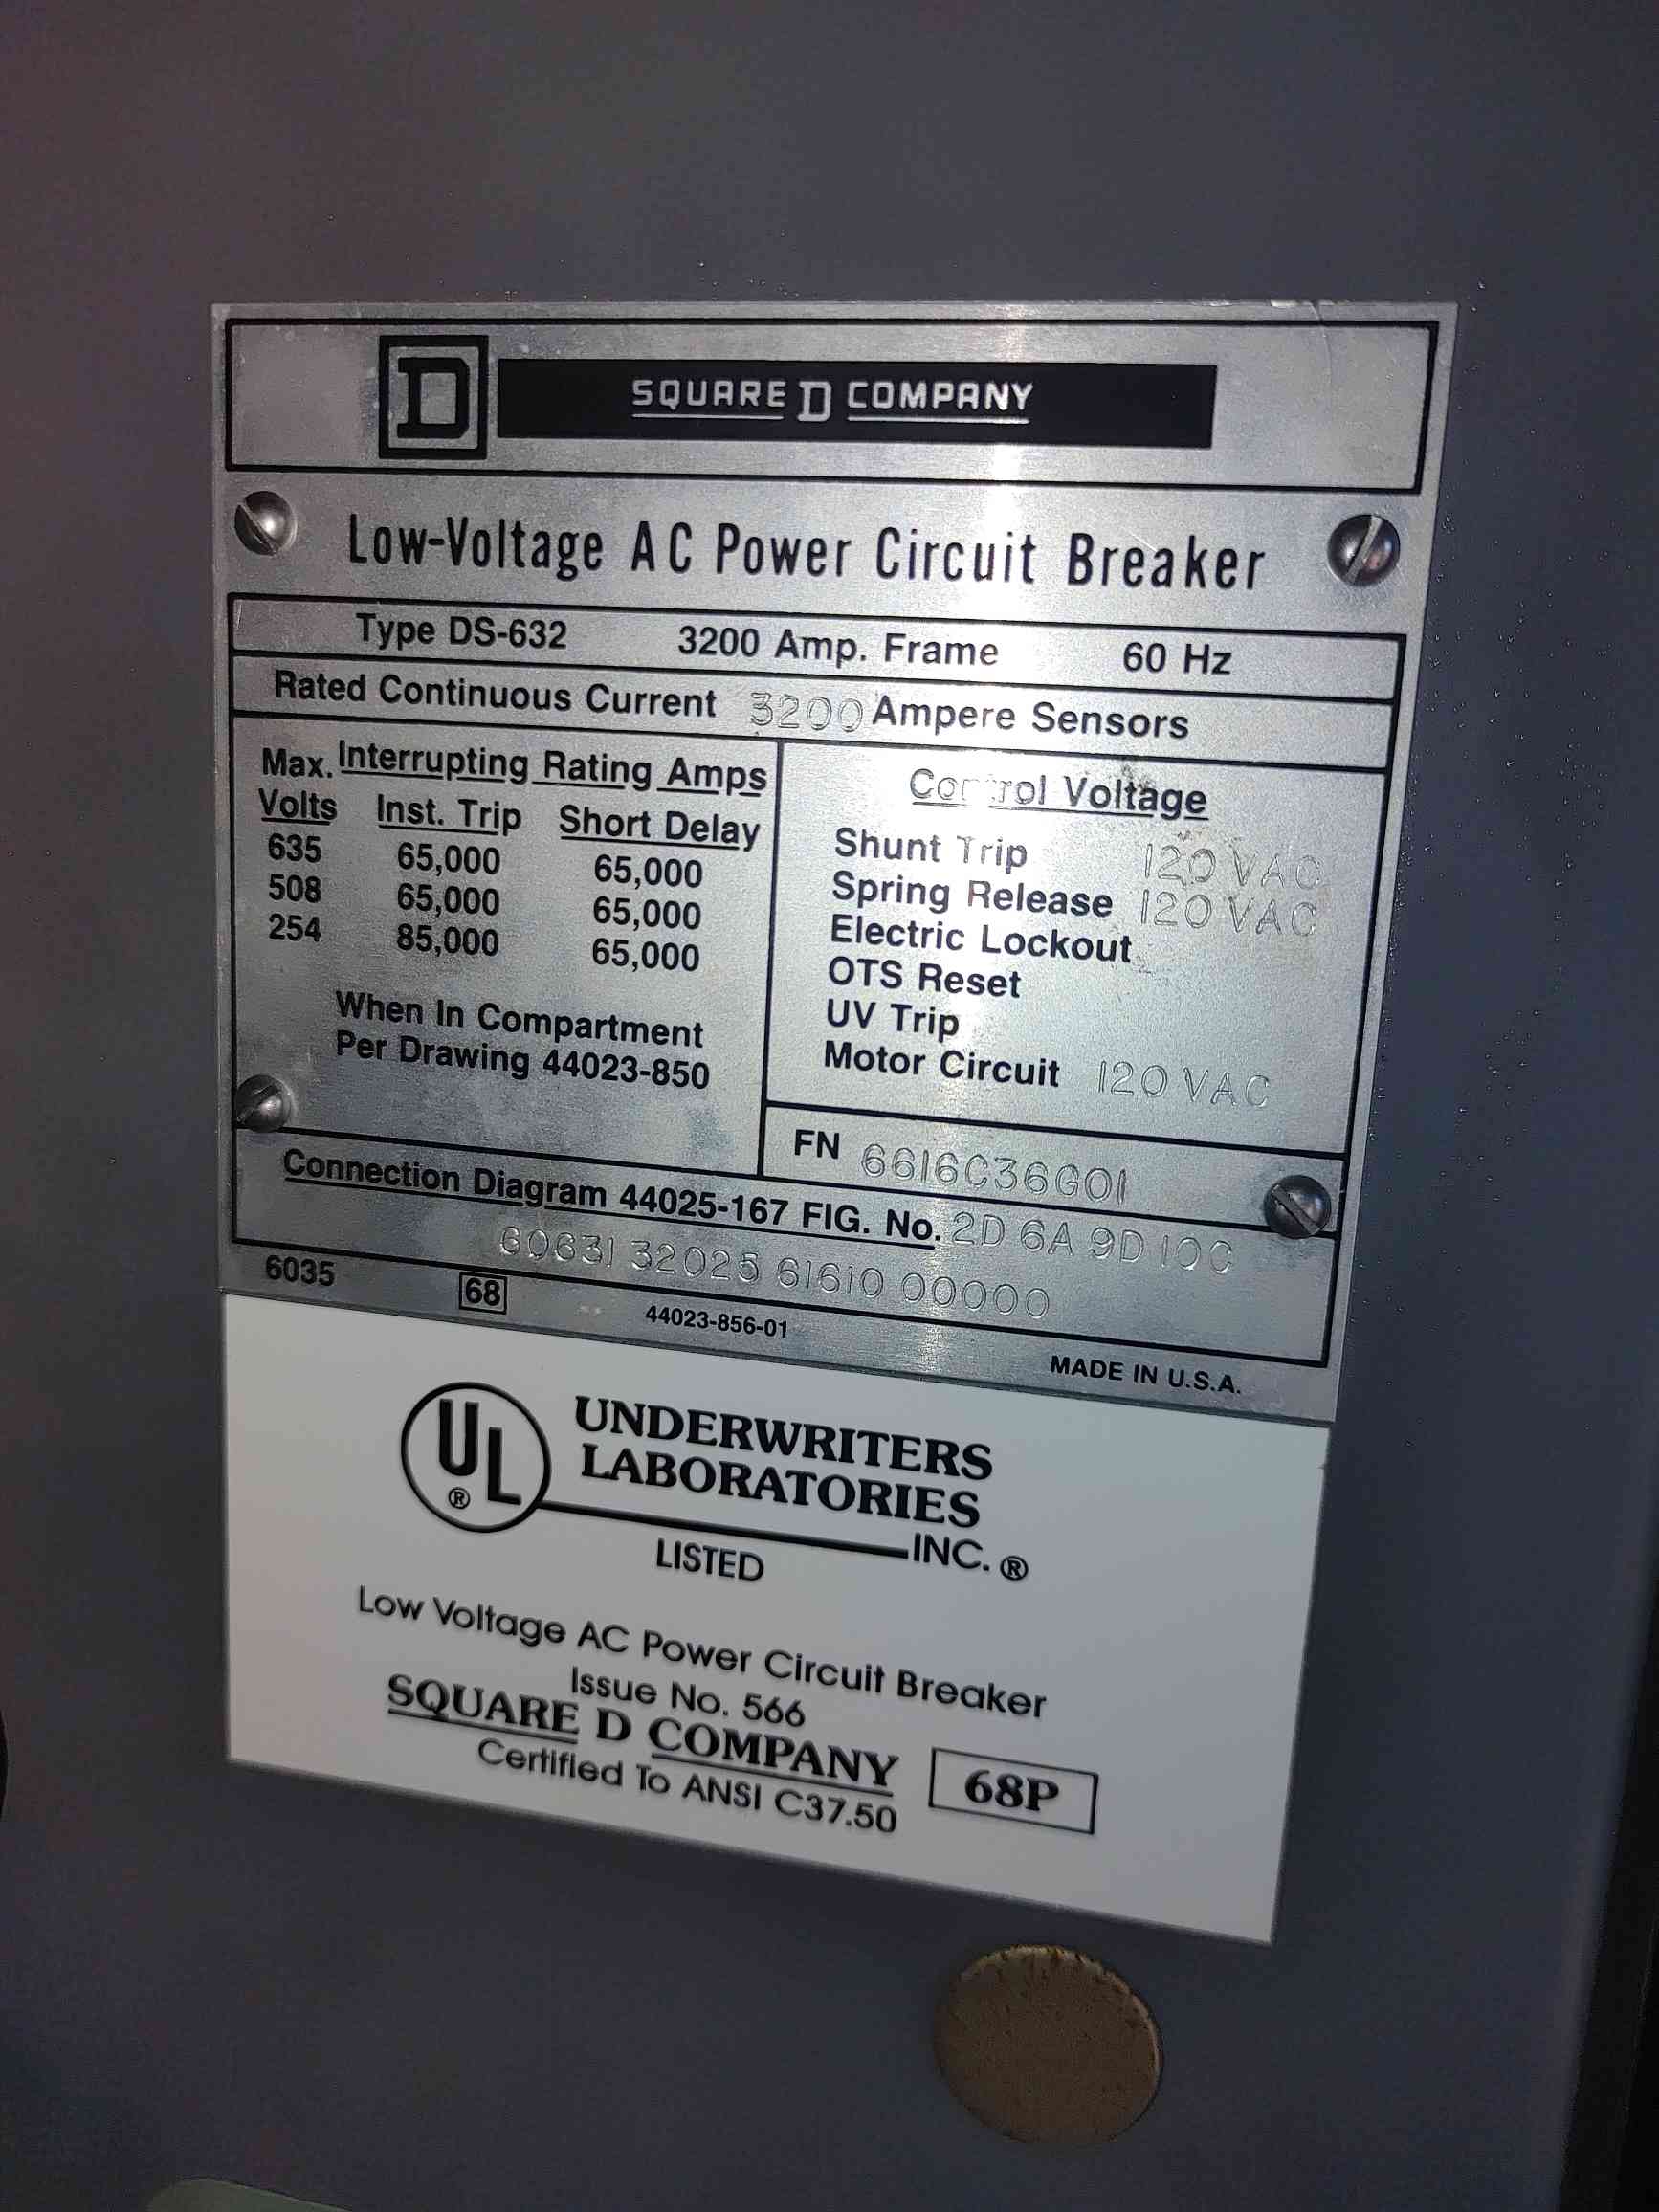 D SQUARE D COMPANY
Low-Voltage AC Power Circuit Breaker
Type DS-632 3200 Amp. Frame 60 Hz
Rated Continuous Current 3200 Ampere Sensors
Max. Interrupting Rating Amps
Volts Inst. Trip Short Delay
635 65,000 65,000
508 65,000 65,000
254 85,000 65,000
When In Compartment
Per Drawing 44023-850
Control Voltage
Shunt Trip 120 VAC
Spring Release 120 VAC
Electric Lockout
OTS Reset
UV Trip
Motor Circuit 120 VAC
FN 6616C36G01
Connection Diagram 44025-167 FIG. No. 2D 6A 9D 10C
60631 32025 61610 00000
6035 68 44023-856-01 MADE IN U.S.A.
UL ®
UNDERWRITERS
LABORATORIES
INC. ®
LISTED
Low Voltage AC Power Circuit Breaker
Issue No. 566
SQUARE D COMPANY 68P
Certified To ANSI C37.50